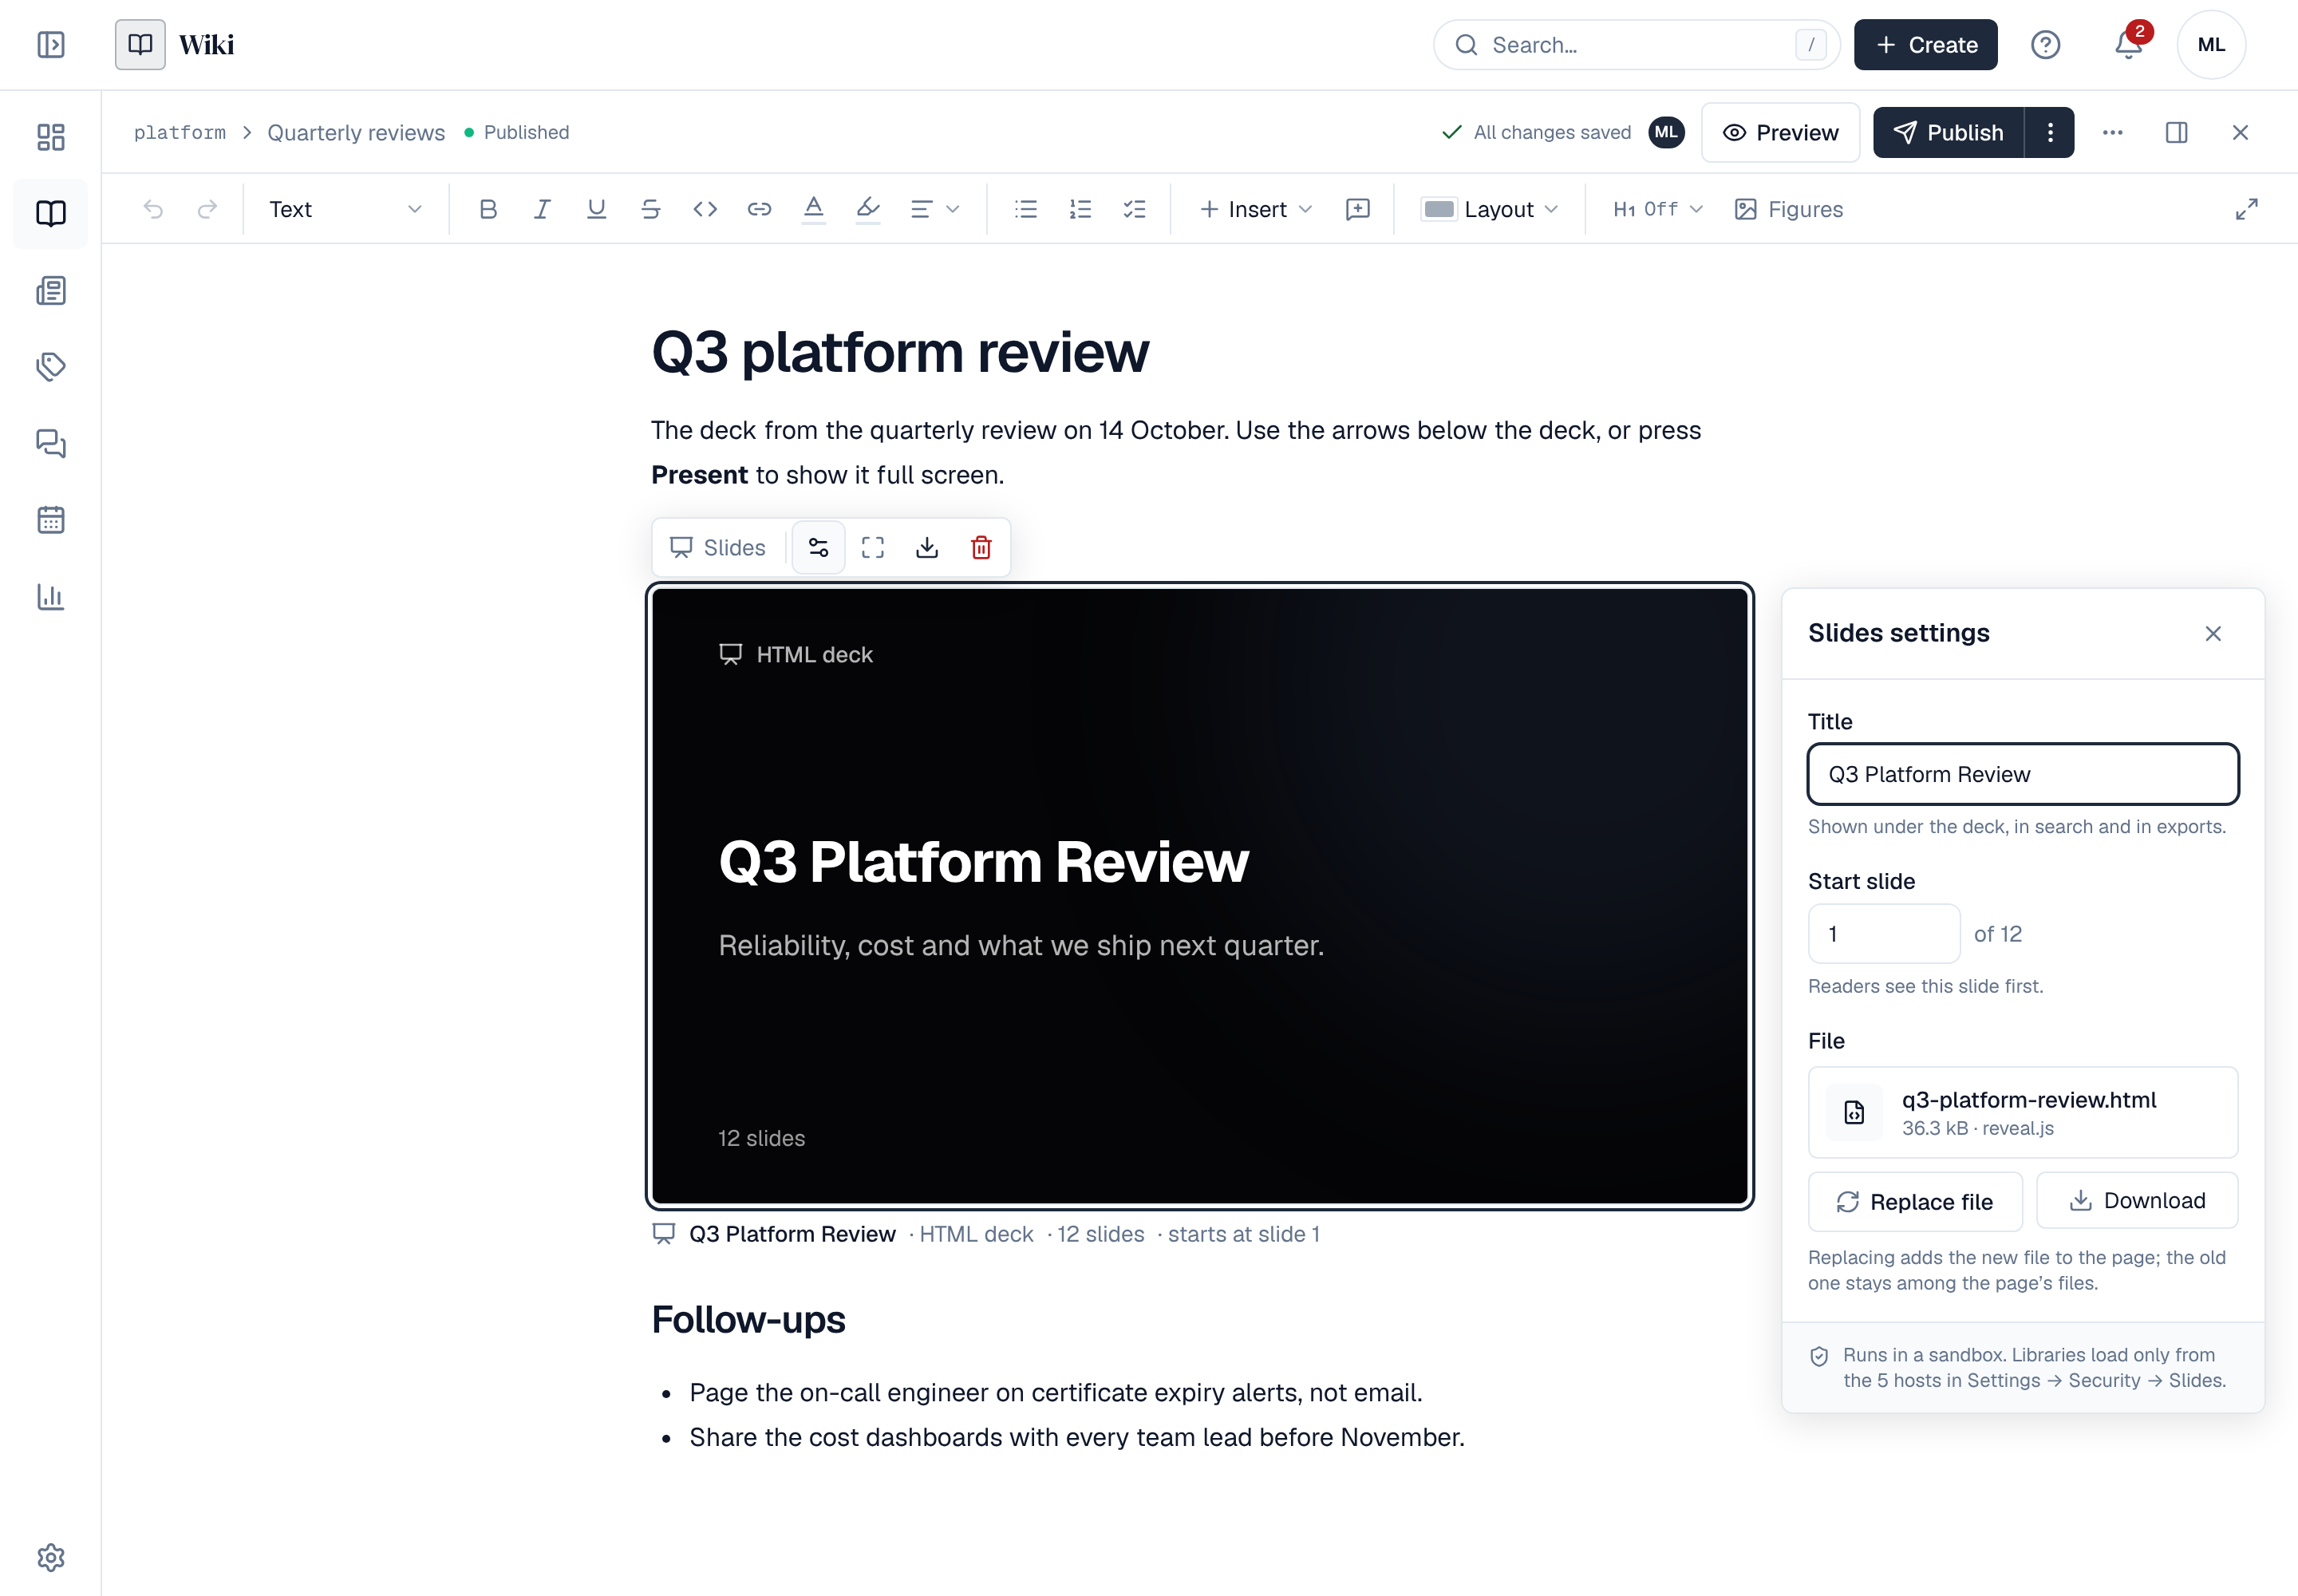 Wiki
Search...
/
Create
2
ML
platform
Quarterly reviews
Published
All changes saved
ML
Preview
Publish
Text
Insert
Layout
H1 Off
Figures
Q3 platform review
The deck from the quarterly review on 14 October. Use the arrows below the deck, or press
Present to show it full screen.
Slides
HTML deck
Q3 Platform Review
Reliability, cost and what we ship next quarter.
12 slides
Q3 Platform Review · HTML deck · 12 slides · starts at slide 1
Follow-ups
• Page the on-call engineer on certificate expiry alerts, not email.
• Share the cost dashboards with every team lead before November.
Slides settings
Title
Q3 Platform Review
Shown under the deck, in search and in exports.
Start slide
1
of 12
Readers see this slide first.
File
q3-platform-review.html
36.3 kB · reveal.js
Replace file
Download
Replacing adds the new file to the page; the old
one stays among the page’s files.
Runs in a sandbox. Libraries load only from
the 5 hosts in Settings → Security → Slides.